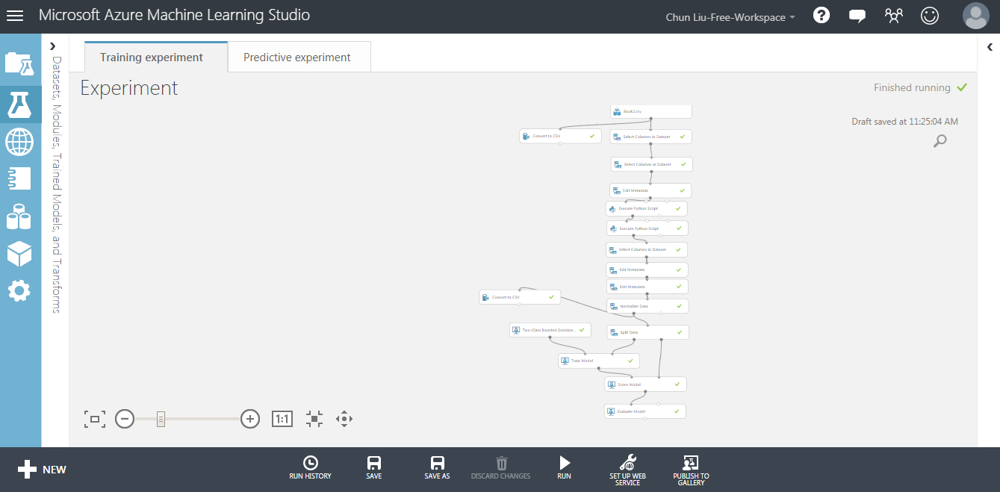 Microsoft Azure Machine Learning Studio
Chun Liu-Free-Workspace
Datasets, Modules, Trained Models, and Transforms
Training experiment
Predictive experiment
Experiment
Finished running
Draft saved at 11:25:04 AM
Book2.csv
Convert to CSV
Select Columns in Dataset
Select Columns in Dataset
Edit Metadata
Execute Python Script
Execute Python Script
Select Columns in Dataset
Edit Metadata
Edit Metadata
Convert to CSV
Normalize Data
Two-Class Boosted Decision...
Split Data
Train Model
Score Model
Evaluate Model
1:1
NEW
RUN HISTORY
SAVE
SAVE AS
DISCARD CHANGES
RUN
SET UP WEB
SERVICE
PUBLISH TO
GALLERY